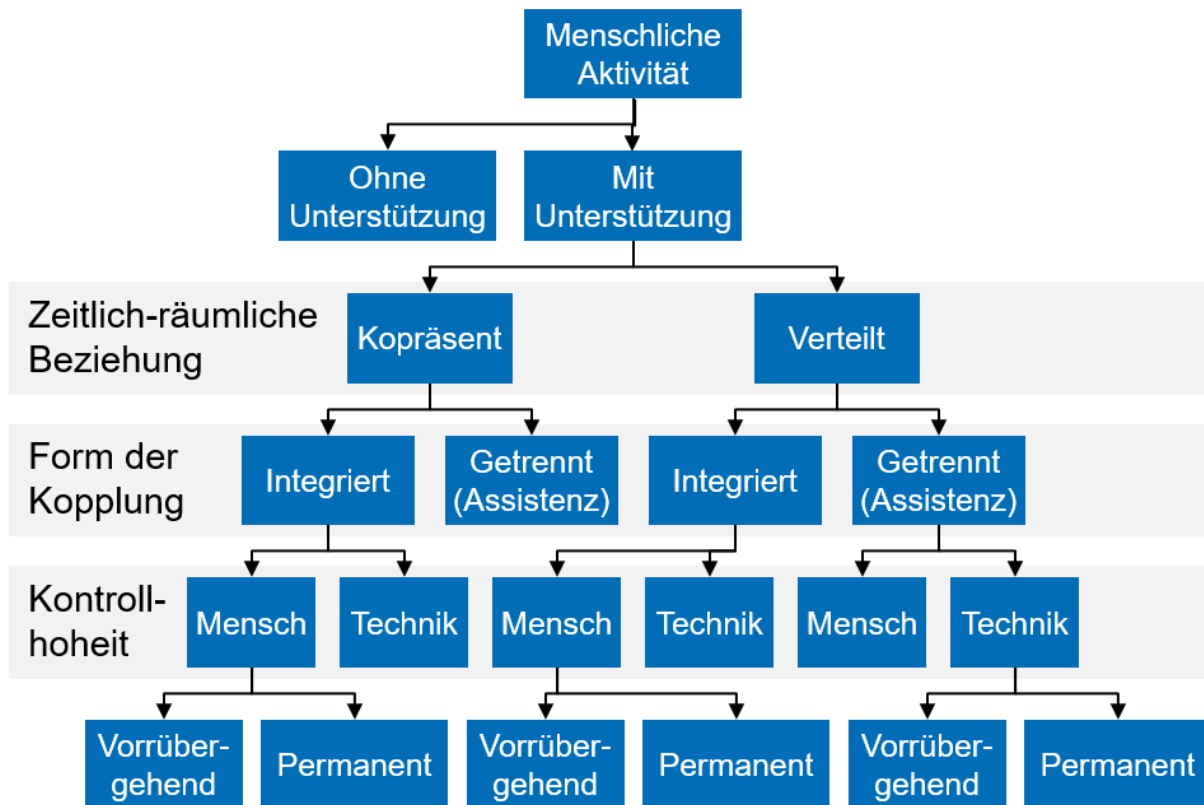 Menschliche
Aktivität
Ohne
Unterstützung
Mit
Unterstützung
Zeitlich-räumliche
Beziehung
Kopräsent
Verteilt
Form der
Kopplung
Integriert
Getrennt
(Assistenz)
Integriert
Getrennt
(Assistenz)
Kontroll-
hoheit
Mensch
Technik
Mensch
Technik
Mensch
Technik
Vorrüber-
gehend
Permanent
Vorrüber-
gehend
Permanent
Vorrüber-
gehend
Permanent